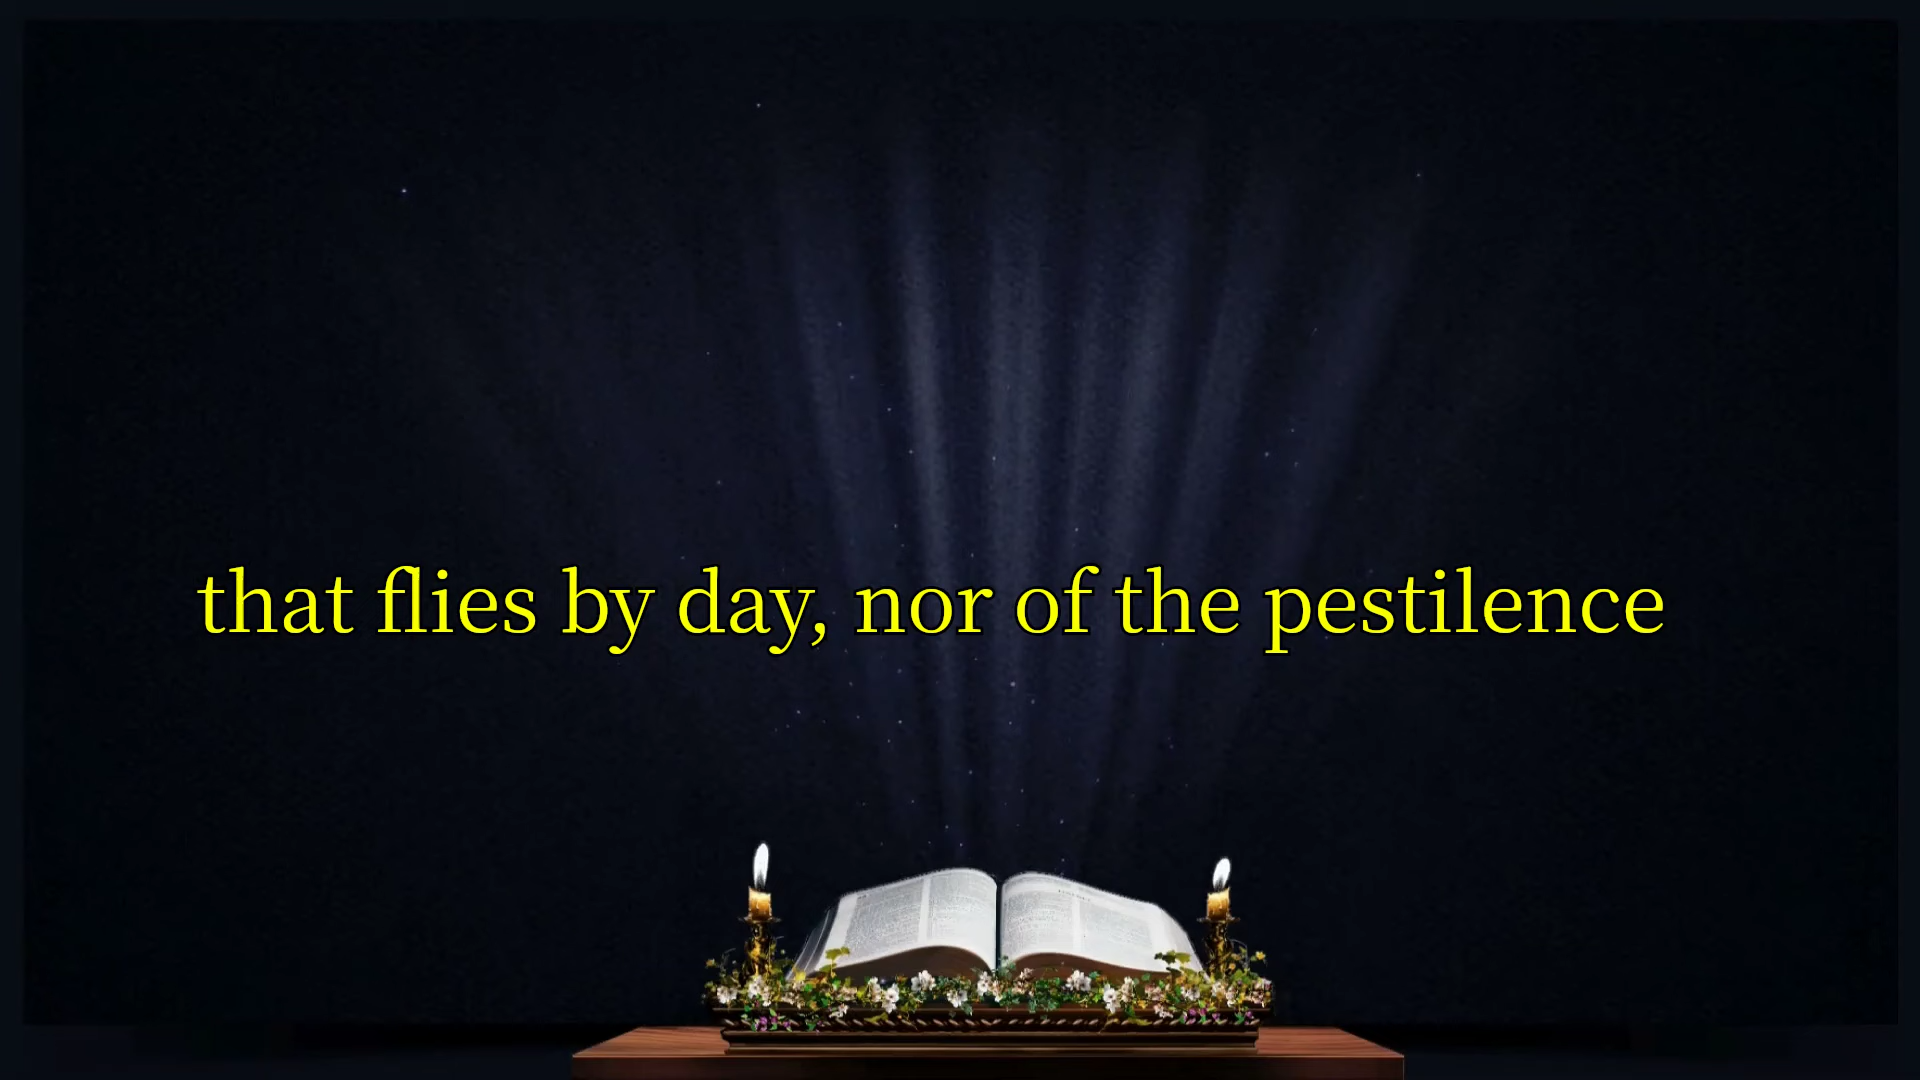 that flies by day, nor of the pestilence